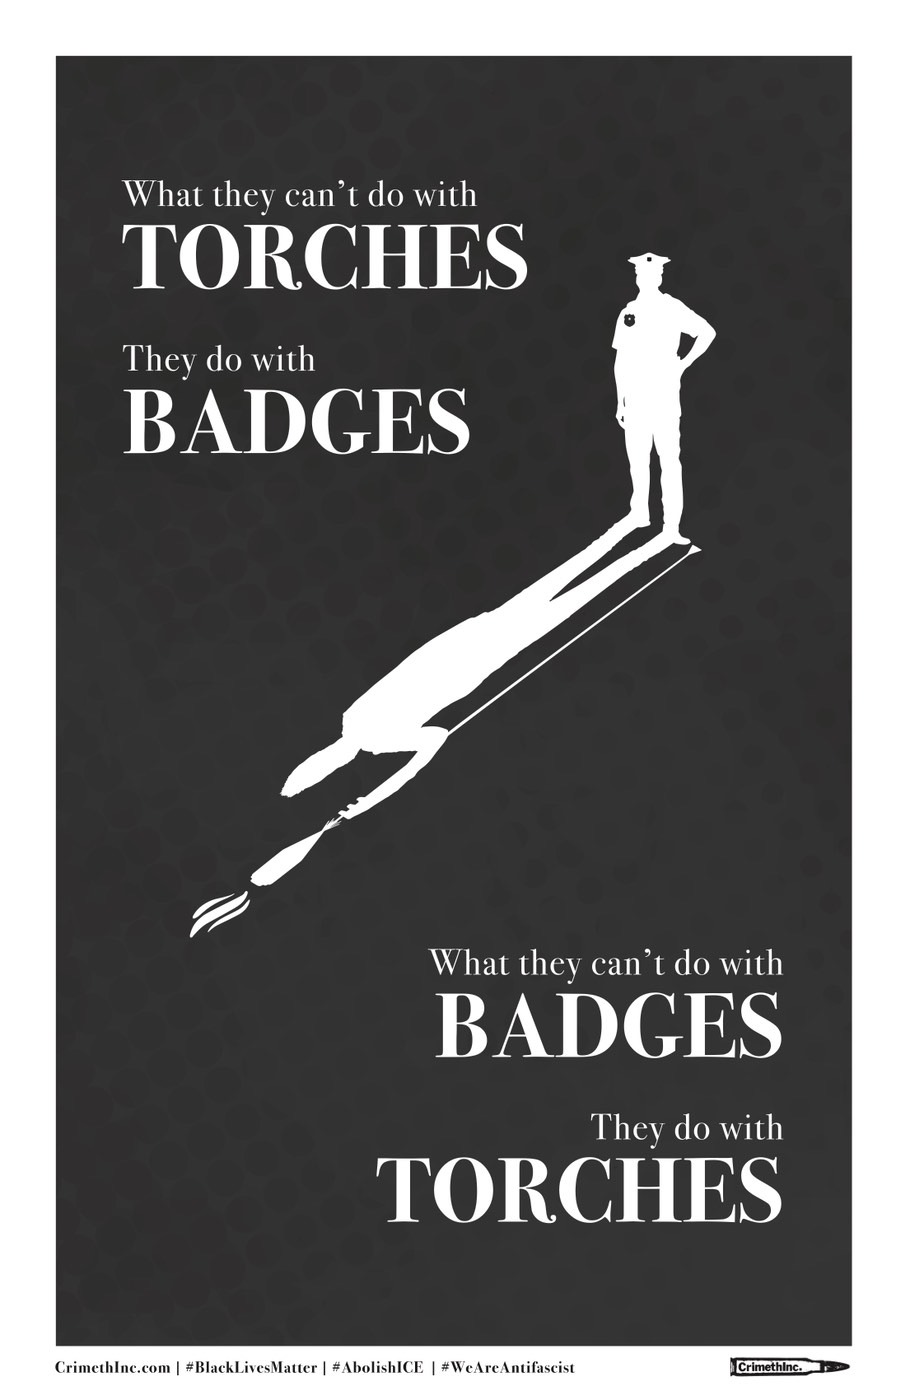 What they can’t do with
TORCHES
They do with
BADGES
What they can’t do with
BADGES
They do with
TORCHES
CrimethInc.com | #BlackLivesMatter | #AbolishICE | #WeAreAntifascist
CrimethInc.